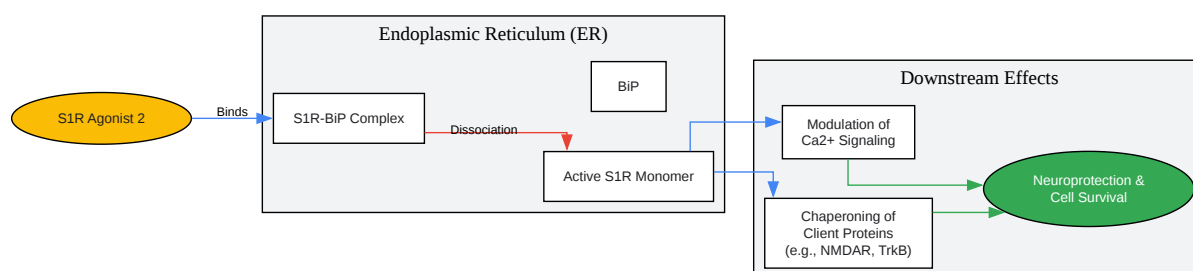 Endoplasmic Reticulum (ER)
BiP
S1R Agonist 2
Binds
S1R-BiP Complex
Dissociation
Active S1R Monomer
Downstream Effects
Modulation of
Ca2+ Signaling
Chaperoning of
Client Proteins
(e.g., NMDAR, TrkB)
Neuroprotection &
Cell Survival